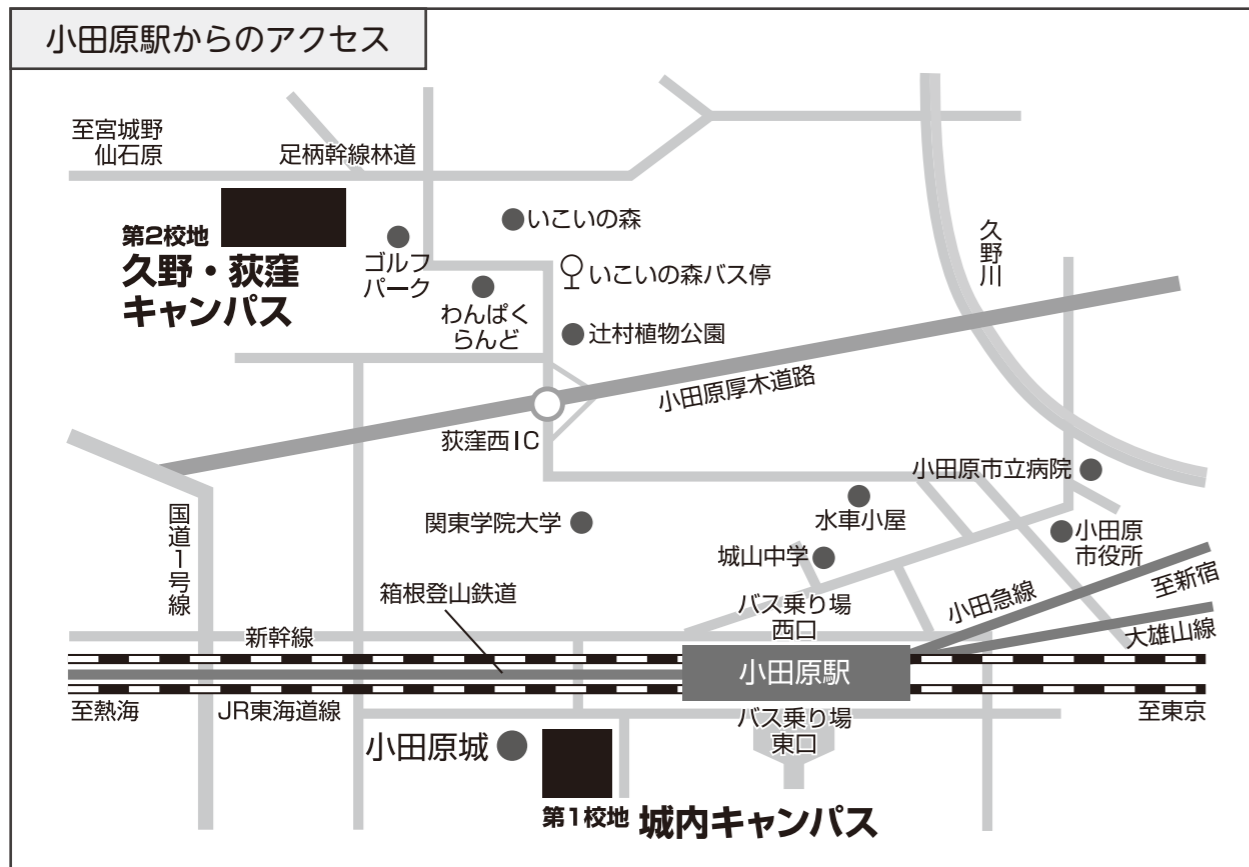 小田原駅からのアクセス
至宮城野
仙石原
足柄幹線林道
第2校地
久野・荻窪
キャンパス
ゴルフ
パーク
いこいの森
いこいの森バス停
わんぱく
らんど
辻村植物公園
久野川
小田原厚木道路
荻窪西IC
国道1号線
関東学院大学
水車小屋
小田原市立病院
城山中学
小田原
市役所
箱根登山鉄道
バス乗り場
西口
小田急線
至新宿
大雄山線
新幹線
小田原駅
至熱海
JR東海道線
バス乗り場
東口
至東京
小田原城
第1校地 城内キャンパス